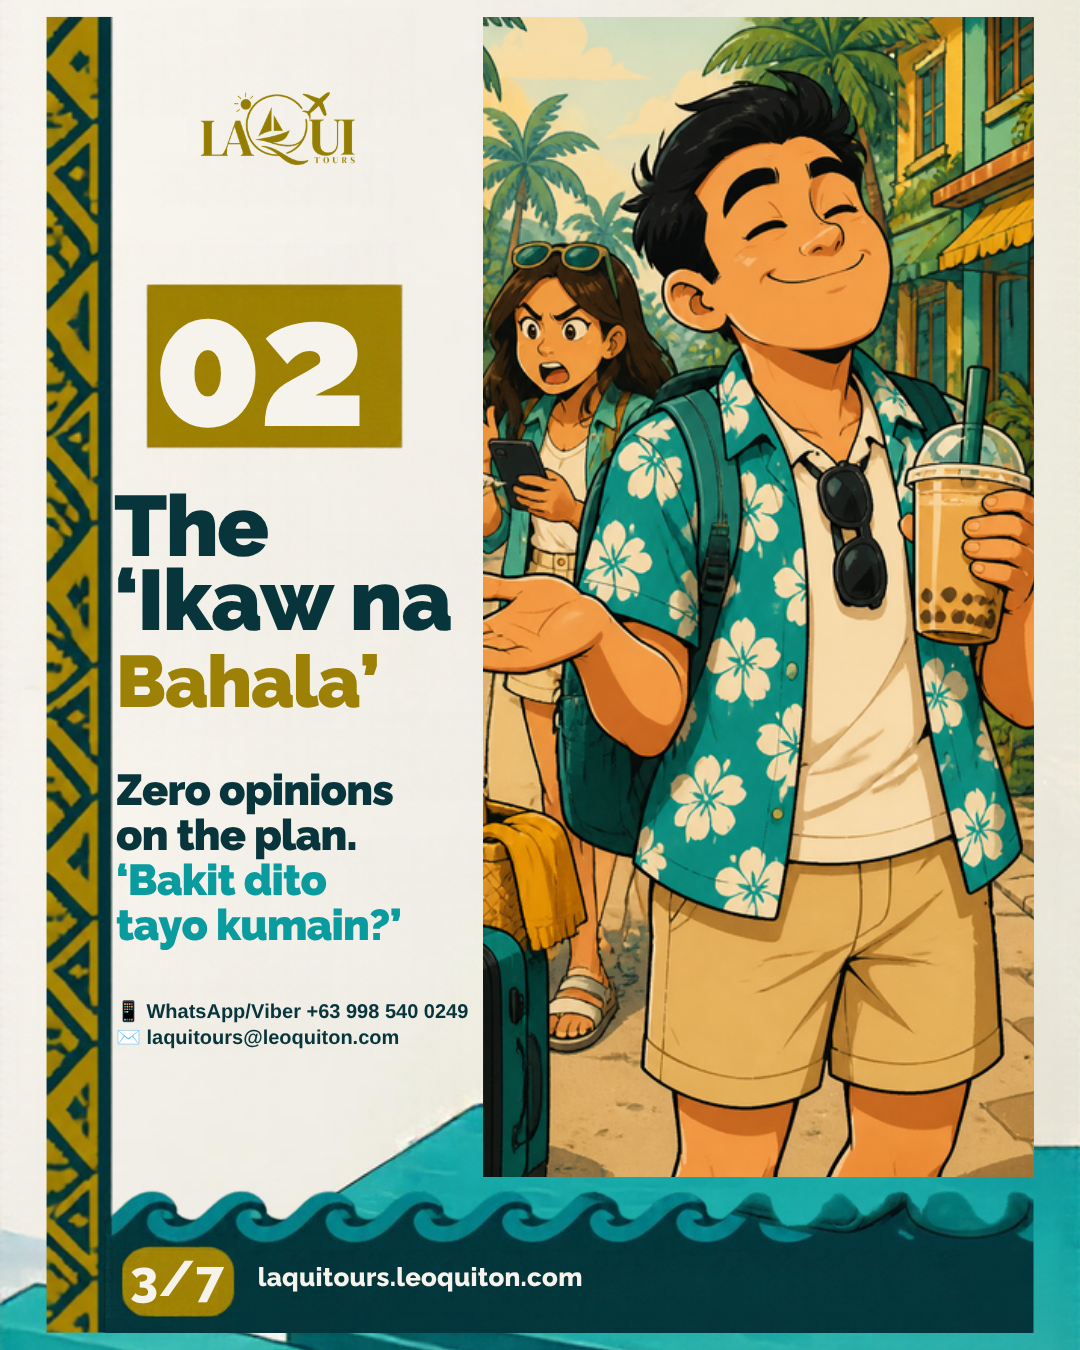 LAQUI
TOURS
02
The
‘Ikaw na
Bahala’
Zero opinions
on the plan.
‘Bakit dito
tayo kumain?’
📱 WhatsApp/Viber +63 998 540 0249
✉️ laquitours@leoquiton.com
3/7
laquitours.leoquiton.com